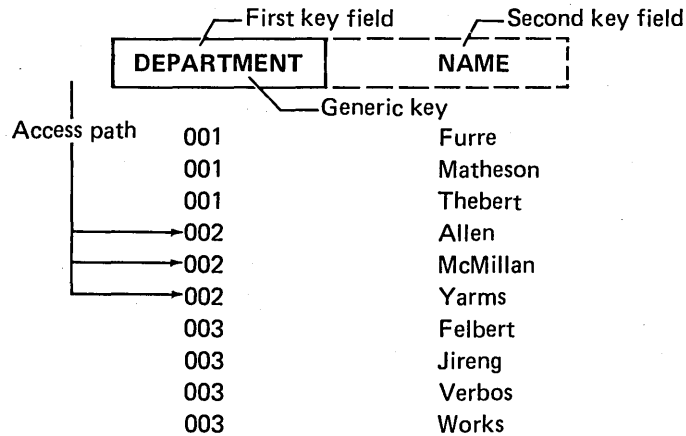 First key field Second key field
DEPARTMENT NAME
Generic key
Access path
001 Furre
001 Matheson
001 Thebert
002 Allen
002 McMillan
002 Yarms
003 Felbert
003 Jireng
003 Verbos
003 Works